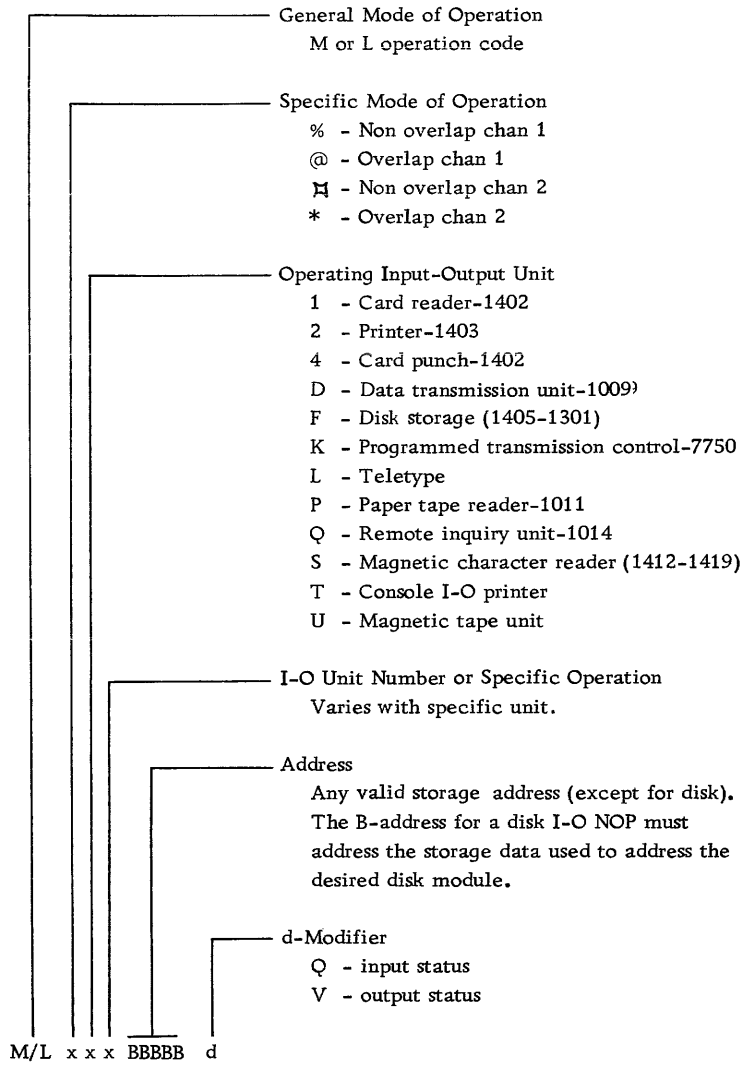 General Mode of Operation
M or L operation code
Specific Mode of Operation
% - Non overlap chan 1
@ - Overlap chan 1
⌑ - Non overlap chan 2
* - Overlap chan 2
Operating Input-Output Unit
1 - Card reader-1402
2 - Printer-1403
4 - Card punch-1402
D - Data transmission unit-1009)
F - Disk storage (1405-1301)
K - Programmed transmission control-7750
L - Teletype
P - Paper tape reader-1011
Q - Remote inquiry unit-1014
S - Magnetic character reader (1412-1419)
T - Console I-O printer
U - Magnetic tape unit
I-O Unit Number or Specific Operation
Varies with specific unit.
Address
Any valid storage address (except for disk).
The B-address for a disk I-O NOP must
address the storage data used to address the
desired disk module.
d-Modifier
Q - input status
V - output status
M/L x x x BBBBB d